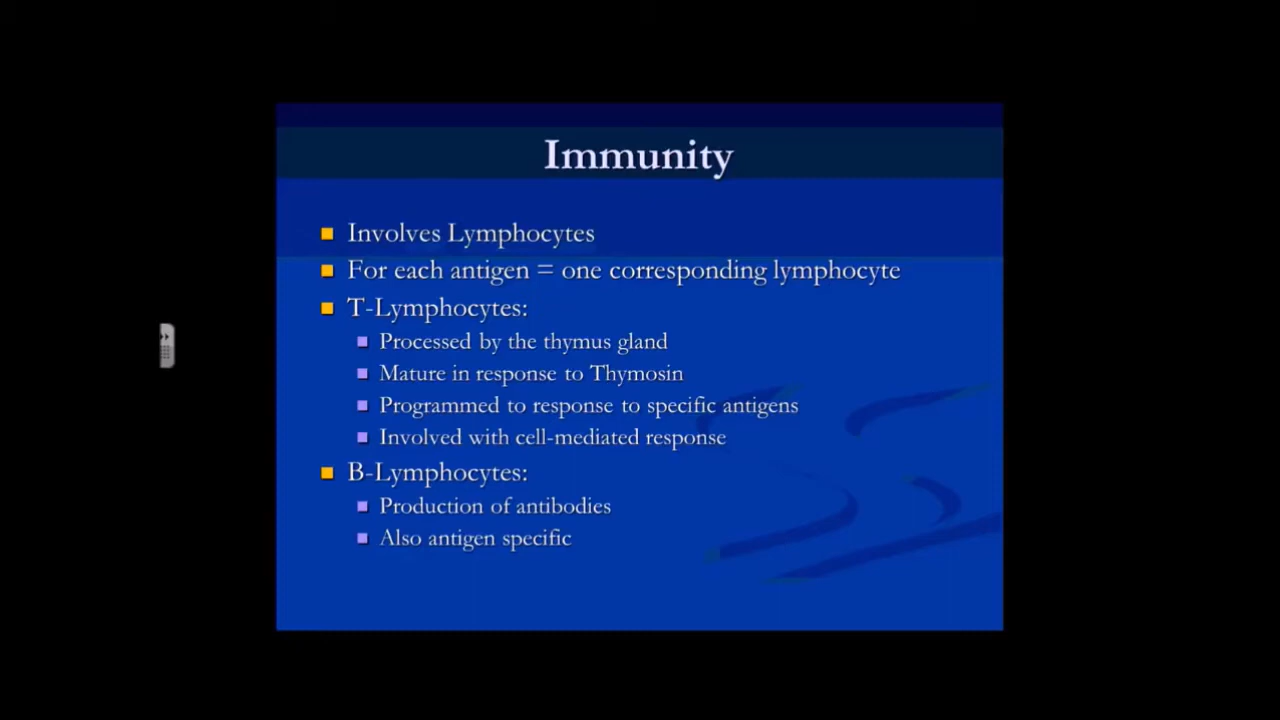 Immunity
Involves Lymphocytes
For each antigen = one corresponding lymphocyte
T-Lymphocytes:
Processed by the thymus gland
Mature in response to Thymosin
Programmed to response to specific antigens
Involved with cell-mediated response
B-Lymphocytes:
Production of antibodies
Also antigen specific